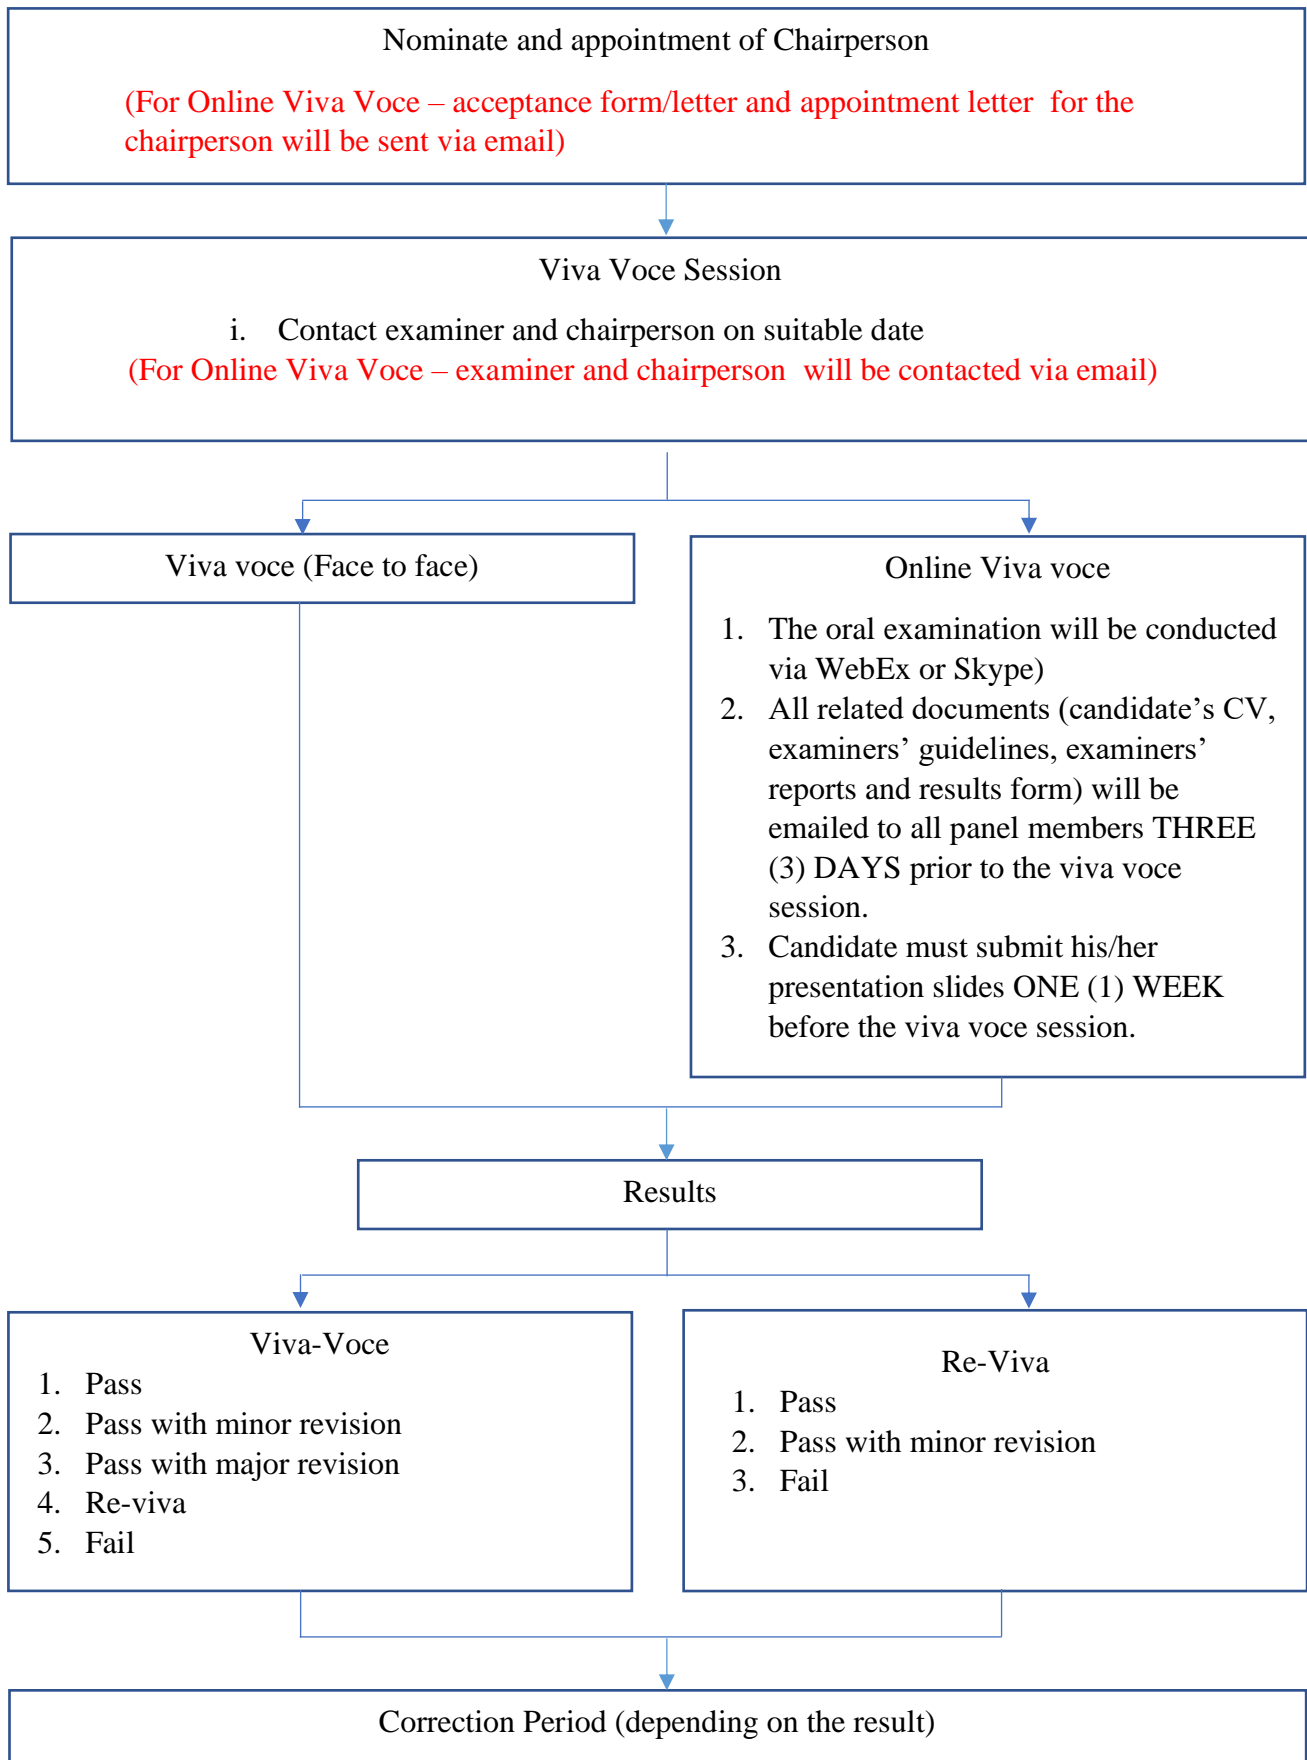 Nominate and appointment of Chairperson
(For Online Viva Voce – acceptance form/letter and appointment letter  for the
chairperson will be sent via email)
Viva Voce Session
i. Contact examiner and chairperson on suitable date
(For Online Viva Voce – examiner and chairperson  will be contacted via email)
Viva voce (Face to face)
Online Viva voce
1. The oral examination will be conducted
via WebEx or Skype)
2. All related documents (candidate’s CV,
examiners’ guidelines, examiners’
reports and results form) will be
emailed to all panel members THREE
(3) DAYS prior to the viva voce
session.
3. Candidate must submit his/her
presentation slides ONE (1) WEEK
before the viva voce session.
Results
Viva-Voce
1. Pass
2. Pass with minor revision
3. Pass with major revision
4. Re-viva
5. Fail
Re-Viva
1. Pass
2. Pass with minor revision
3. Fail
Correction Period (depending on the result)